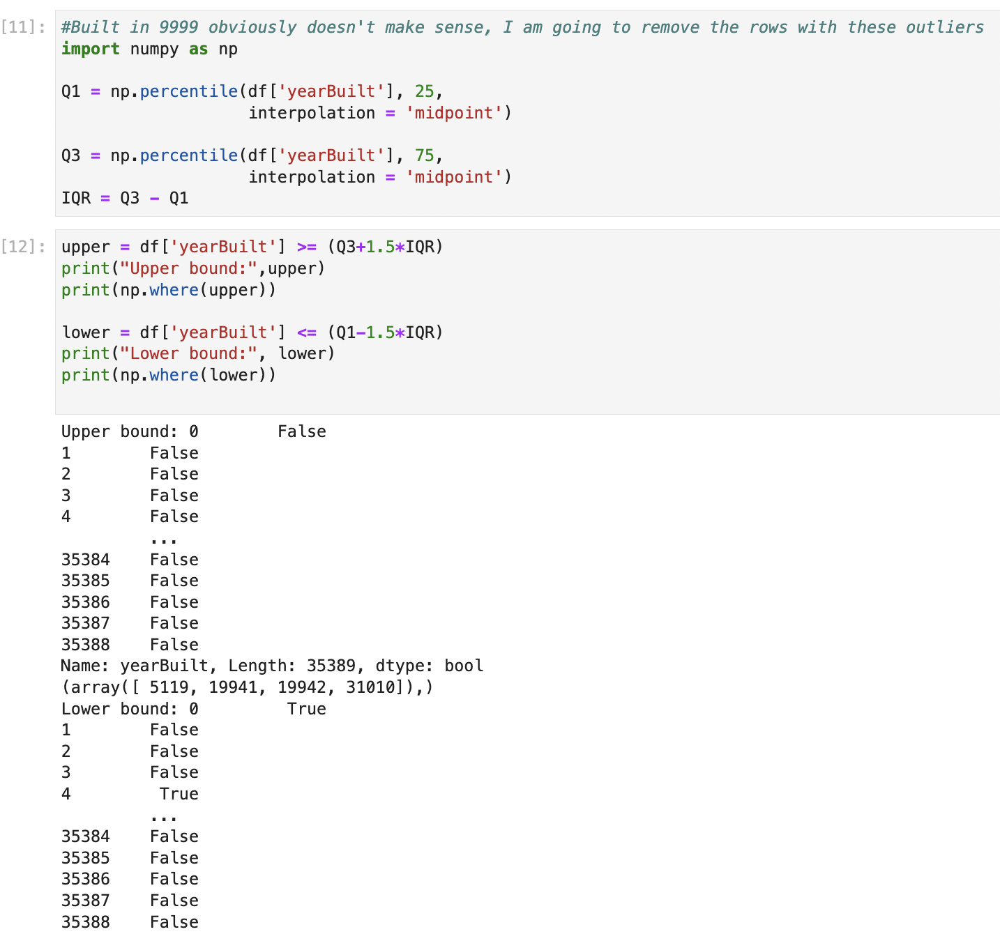 [11]: #Built in 9999 obviously doesn't make sense, I am going to remove the rows with these outliers
import numpy as np
Q1 = np.percentile(df['yearBuilt'], 25,
interpolation = 'midpoint')
Q3 = np.percentile(df['yearBuilt'], 75,
interpolation = 'midpoint')
IQR = Q3 - Q1
[12]: upper = df['yearBuilt'] >= (Q3+1.5*IQR)
print("Upper bound:",upper)
print(np.where(upper))
lower = df['yearBuilt'] <= (Q1-1.5*IQR)
print("Lower bound:", lower)
print(np.where(lower))
Upper bound: 0        False
1        False
2        False
3        False
4        False
...
35384    False
35385    False
35386    False
35387    False
35388    False
Name: yearBuilt, Length: 35389, dtype: bool
(array([ 5119, 19941, 19942, 31010]),)
Lower bound: 0         True
1        False
2        False
3        False
4         True
...
35384    False
35385    False
35386    False
35387    False
35388    False